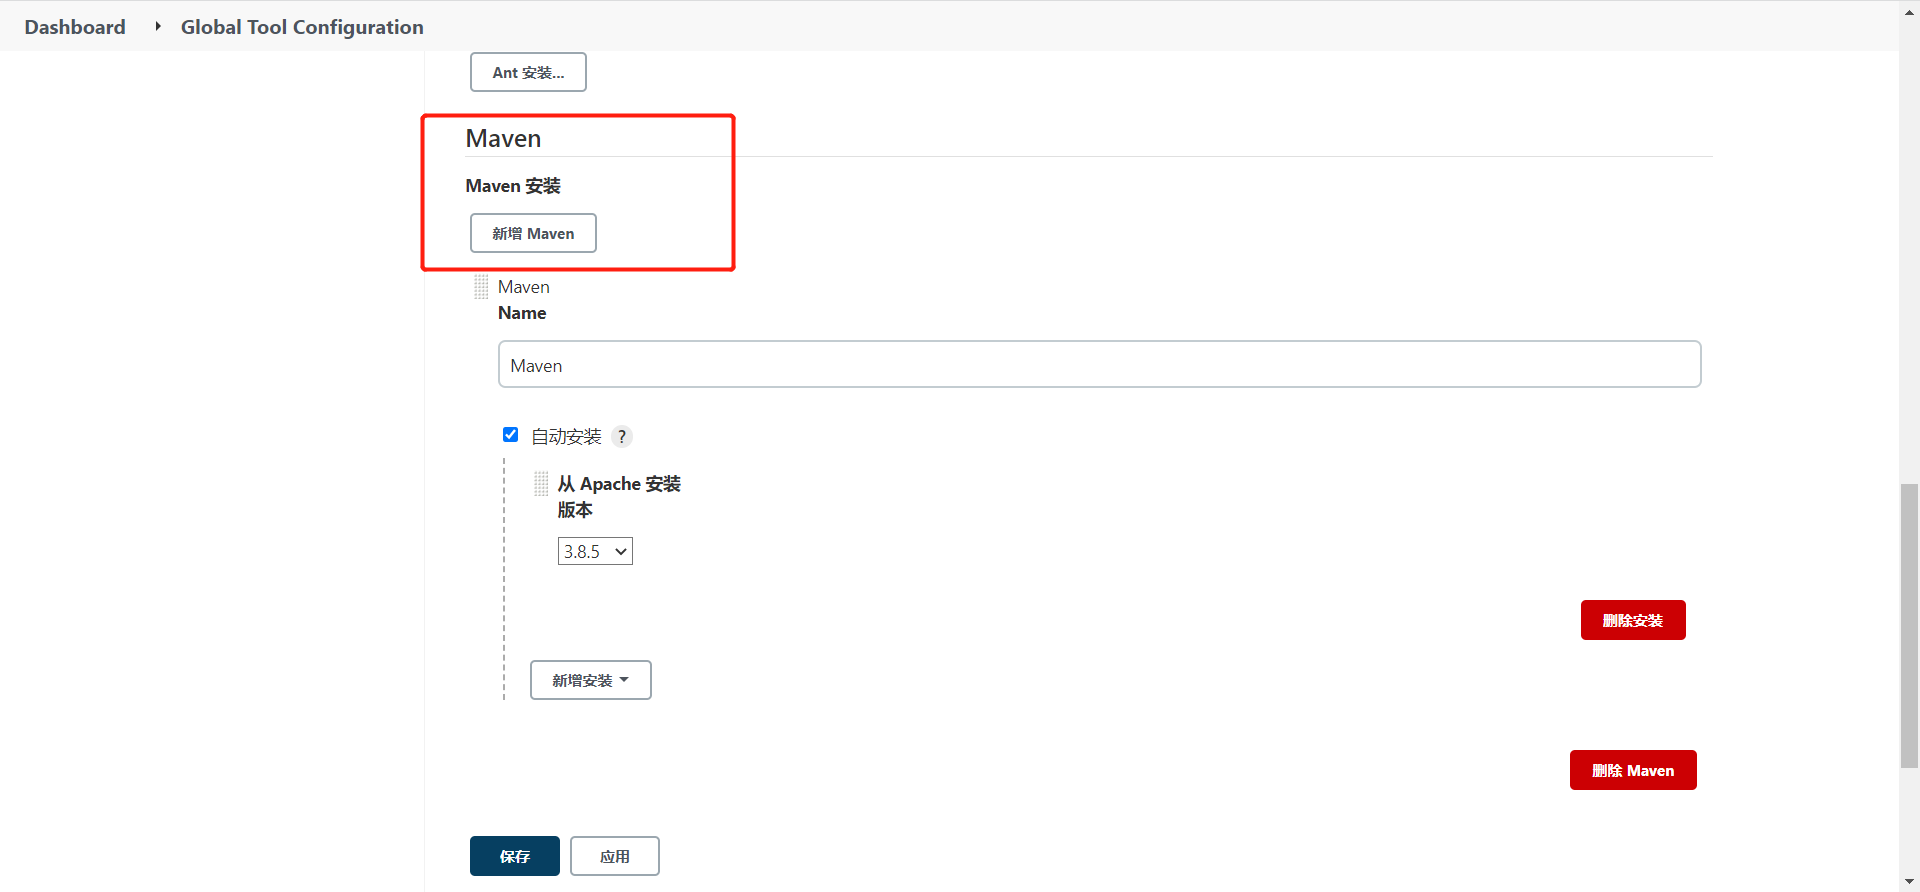 Dashboard Global Tool Configuration
Ant 安装...
Maven
Maven 安装
新增 Maven
Maven
Name
Maven
自动安装 ?
从 Apache 安装
版本
3.8.5
删除安装
新增安装
删除 Maven
保存 应用